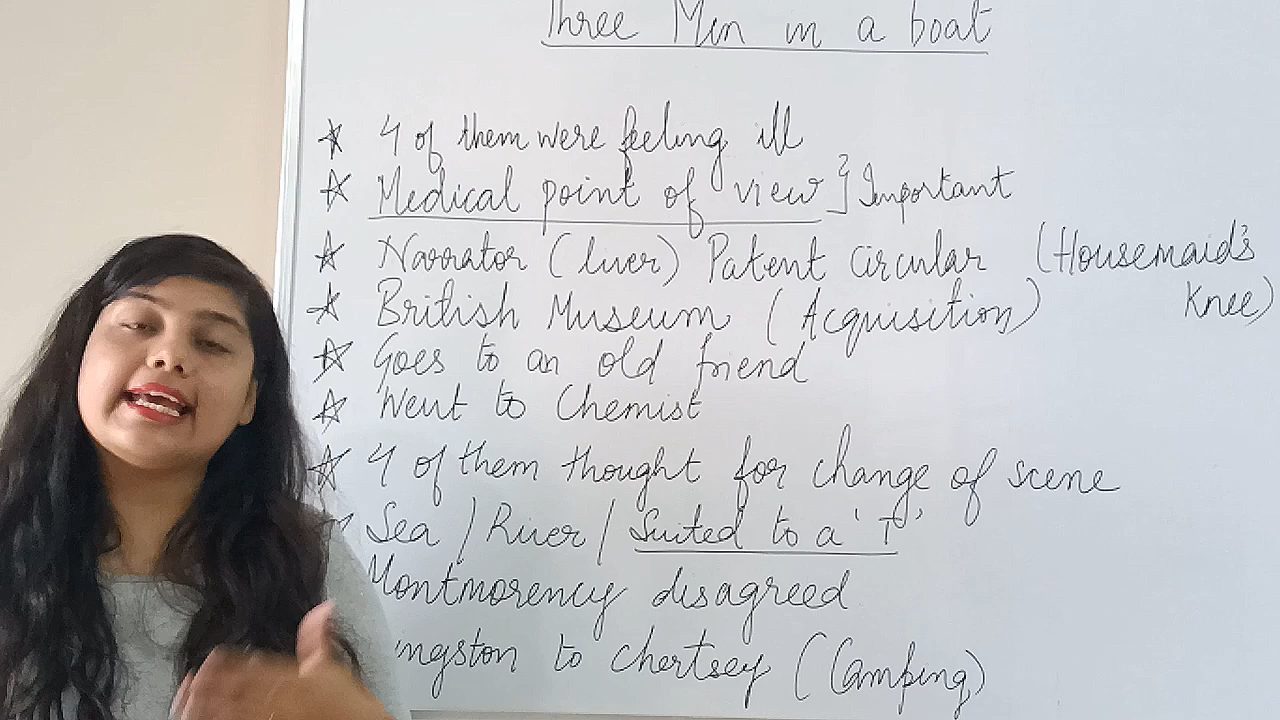 Three Men in a boat
☆ 4 of them were feeling ill
☆ Medical point of view } Important
☆ Narrator (liver) Patent Circular (Housemaid's Knee)
☆ British Museum (Acquisition)
☆ Goes to an old friend
☆ Went to Chemist
☆ 4 of them thought for change of scene
Sea / River / Suited to a 'T'
Montmorency disagreed
ingston to Chertsey (Camping)